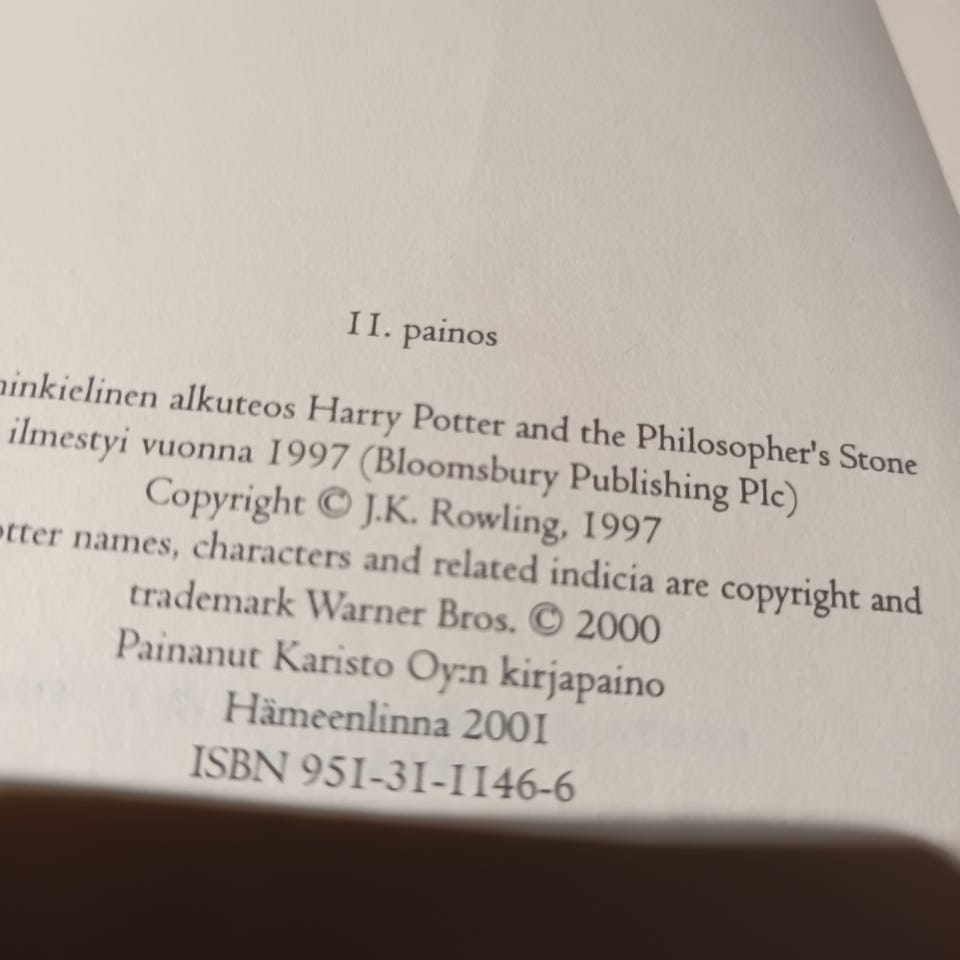 11. painos
ninkielinen alkuteos Harry Potter and the Philosopher's Stone
ilmestyi vuonna 1997 (Bloomsbury Publishing Plc)
Copyright © J.K. Rowling, 1997
otter names, characters and related indicia are copyright and
trademark Warner Bros. © 2000
Painanut Karisto Oy:n kirjapaino
Hämeenlinna 2001
ISBN 951-31-1146-6